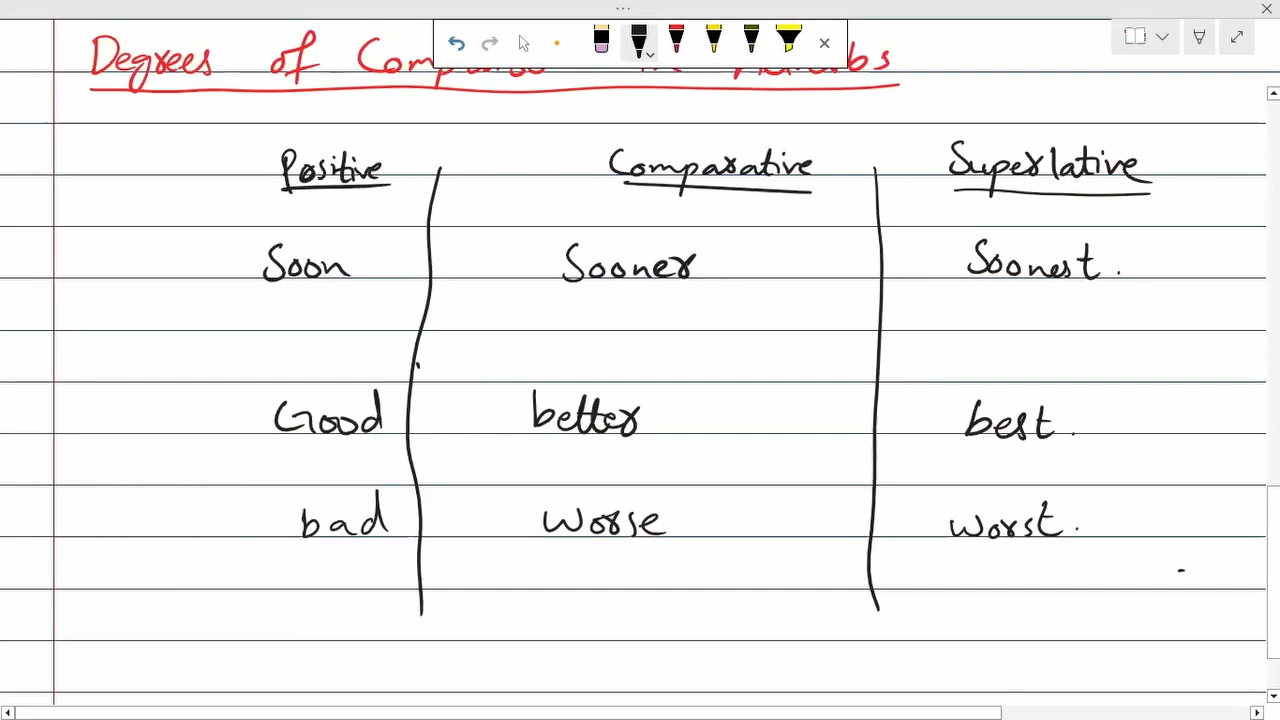 Degrees of
Positive Comparative Superlative
Soon Sooner Soonest.
Good better best.
bad worse worst.